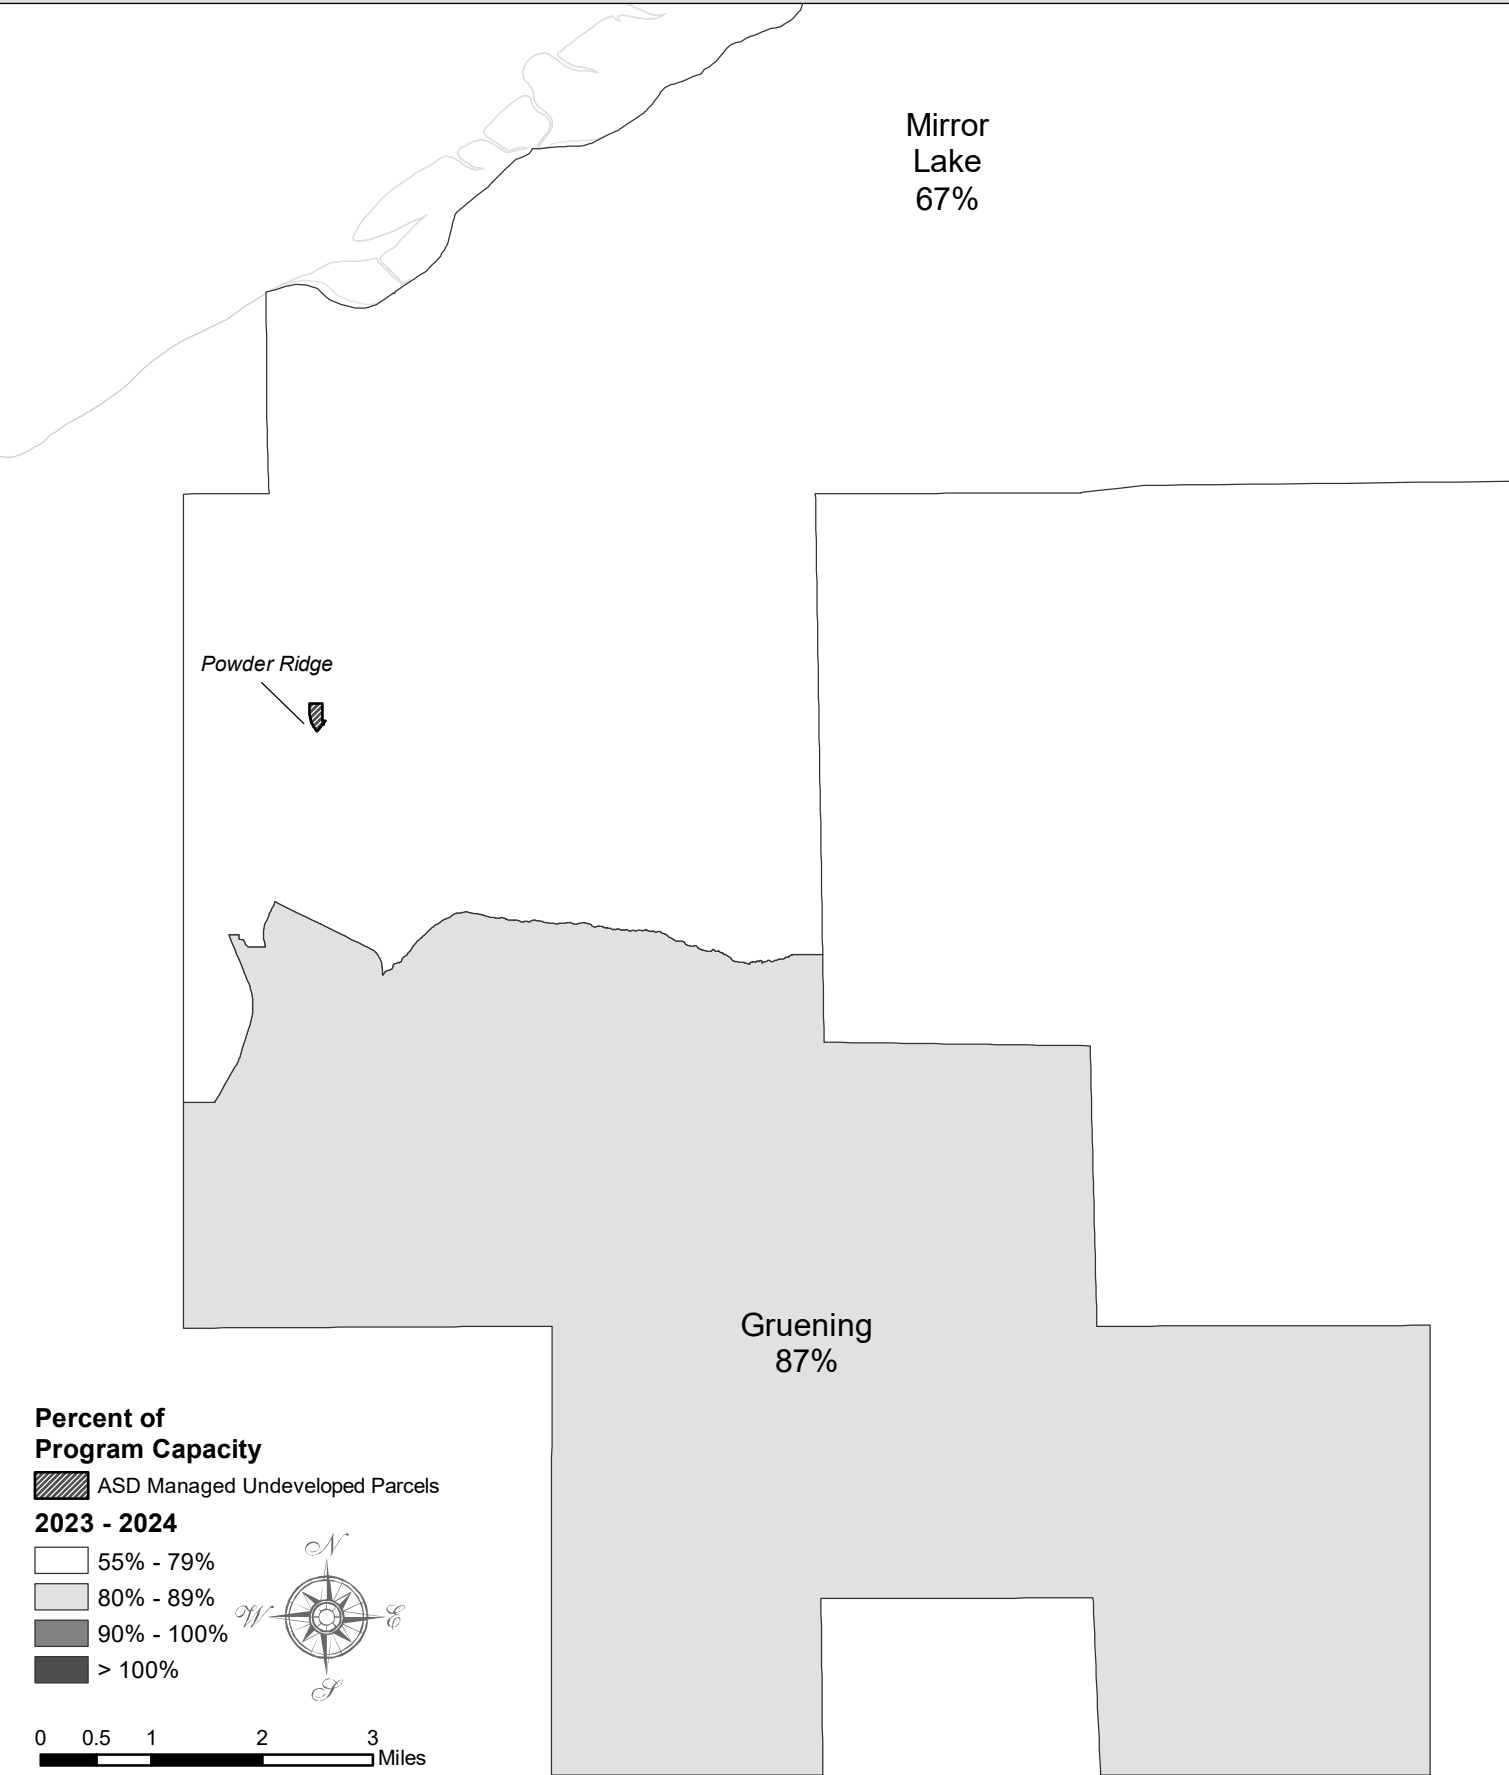 Mirror
Lake
67%
Powder Ridge
Gruening
87%
Percent of
Program Capacity
ASD Managed Undeveloped Parcels
2023 - 2024
55% - 79%
80% - 89%
90% - 100%
> 100%
N
W
E
S
0 0.5 1 2 3
Miles